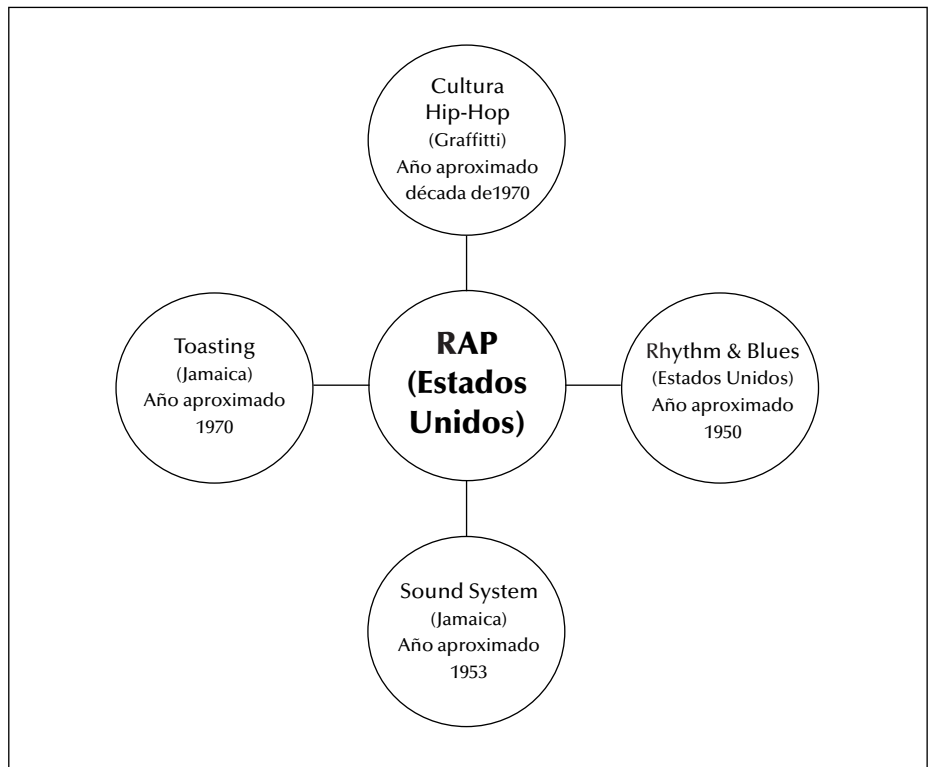 Cultura
Hip-Hop
(Graffitti)
Año aproximado
década de1970
Toasting
(Jamaica)
Año aproximado
1970
RAP
(Estados
Unidos)
Rhythm & Blues
(Estados Unidos)
Año aproximado
1950
Sound System
(Jamaica)
Año aproximado
1953